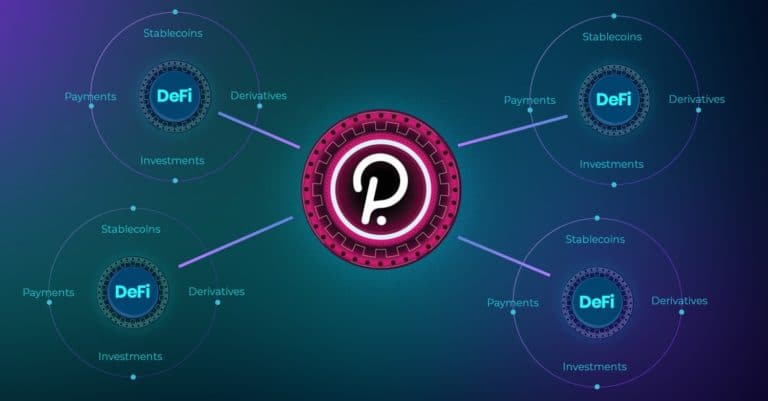 Stablecoins
Payments
DeFi
Derivatives
Investments
Stablecoins
Payments
DeFi
Derivatives
Investments
Stablecoins
Payments
DeFi
Derivatives
Investments
Stablecoins
Payments
DeFi
Derivatives
Investments